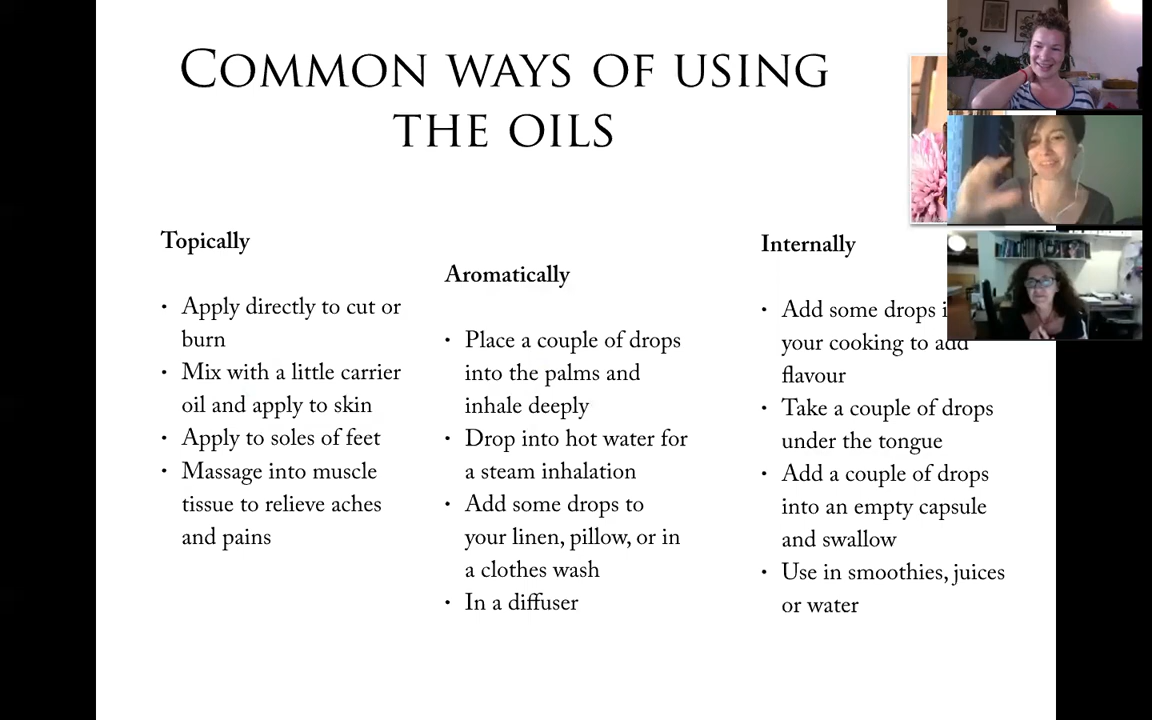 COMMON WAYS OF USING
THE OILS
Topically
• Apply directly to cut or
burn
• Mix with a little carrier
oil and apply to skin
• Apply to soles of feet
• Massage into muscle
tissue to relieve aches
and pains
Aromatically
• Place a couple of drops
into the palms and
inhale deeply
• Drop into hot water for
a steam inhalation
• Add some drops to
your linen, pillow, or in
a clothes wash
• In a diffuser
Internally
• Add some drops
your cooking to add
flavour
• Take a couple of drops
under the tongue
• Add a couple of drops
into an empty capsule
and swallow
• Use in smoothies, juices
or water